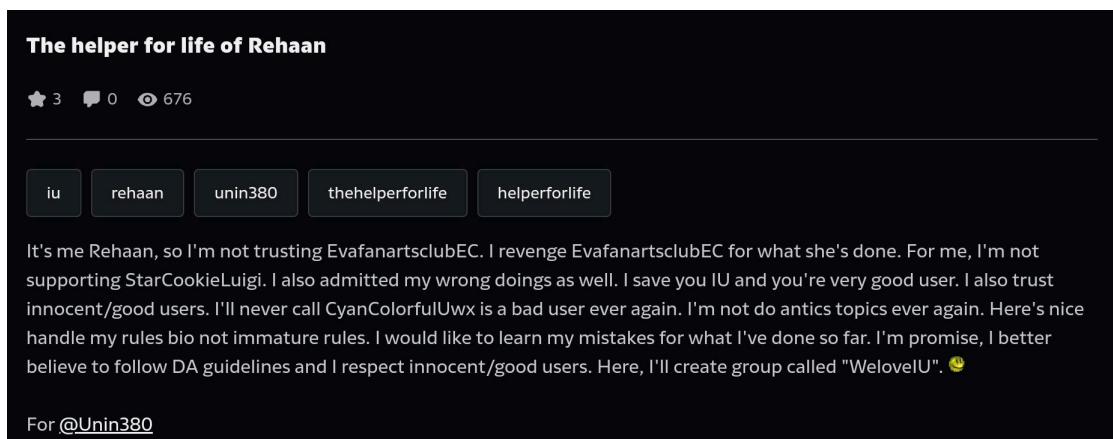 The helper for life of Rehaan
3 0 676
iu rehaan unin380 thehelperforlife helperforlife
It's me Rehaan, so I'm not trusting EvafanartsclubEC. I revenge EvafanartsclubEC for what she's done. For me, I'm not
supporting StarCookieLuigi. I also admitted my wrong doings as well. I save you IU and you're very good user. I also trust
innocent/good users. I'll never call CyanColorfulUwx is a bad user ever again. I'm not do antics topics ever again. Here's nice
handle my rules bio not immature rules. I would like to learn my mistakes for what I've done so far. I'm promise, I better
believe to follow DA guidelines and I respect innocent/good users. Here, I'll create group called "WeloveIU".
For @Unin380